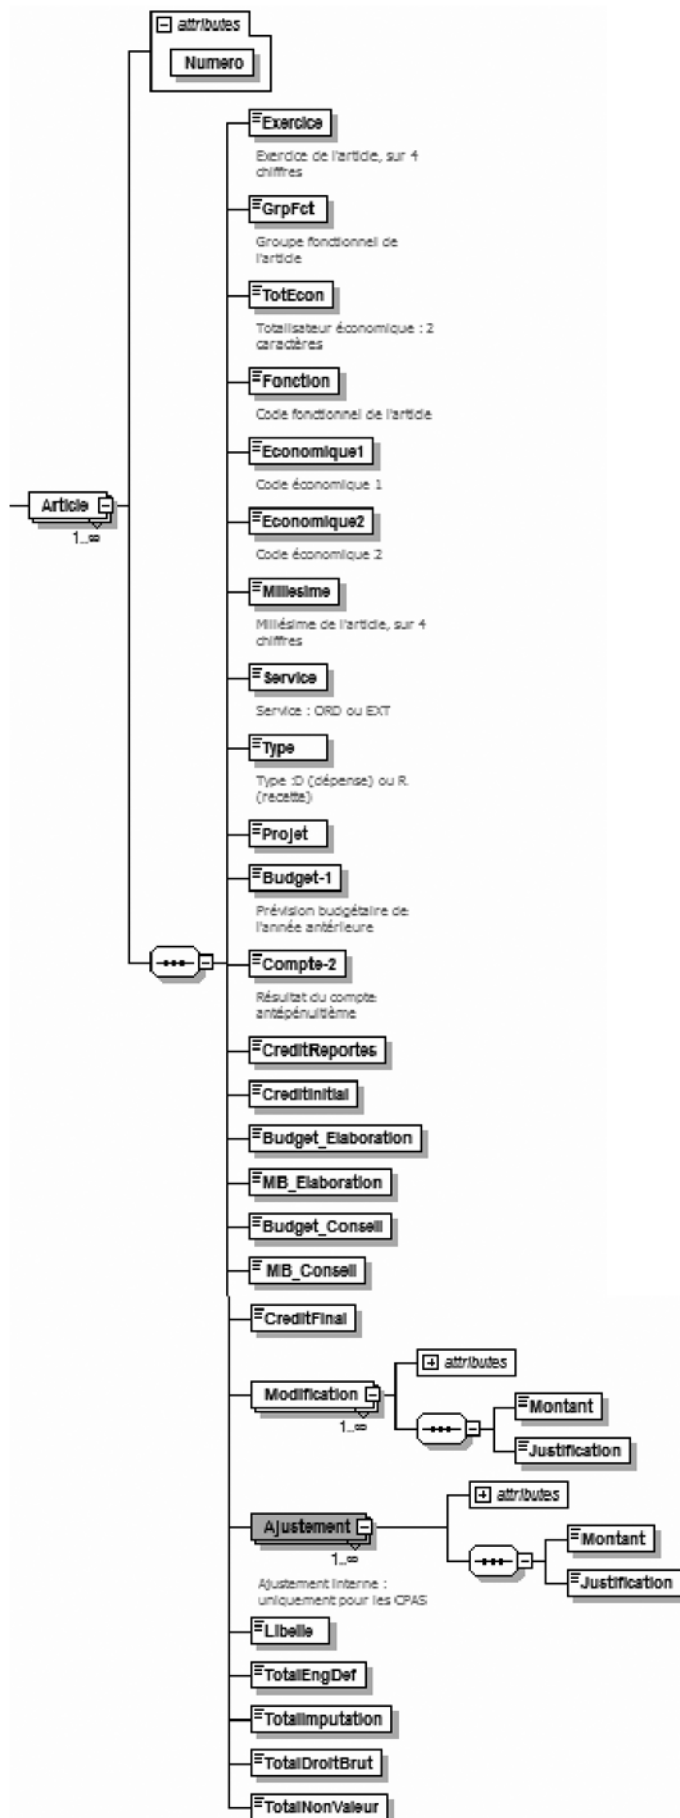 attributes
Numero
Exercice
Exercice de l'article, sur 4
chiffres
GrpFct
Groupe fonctionnel de
l'article
TotEcon
Totalisateur économique : 2
caractères
Fonction
Code fonctionnel de l'article
Economique1
Code économique 1
Article
1..∞
Economique2
Code économique 2
Millesime
Millésime de l'article, sur 4
chiffres
Service
Service : ORD ou EXT
Type
Type :D (dépense) ou R
(recette)
Projet
Budget-1
Prévision budgétaire de
l'année antérieure
Compte-2
Résultat du compte
antépénultième
CreditReportes
CreditInitial
Budget_Elaboration
MB_Elaboration
Budget_Conseil
MB_Conseil
CreditFinal
attributes
Modification
1..∞
Montant
Justification
attributes
Ajustement
1..∞
Montant
Justification
Ajustement interne :
uniquement pour les CPAS
Libelle
TotalEngDef
TotalImputation
TotalDroitBrut
TotalNonValeur